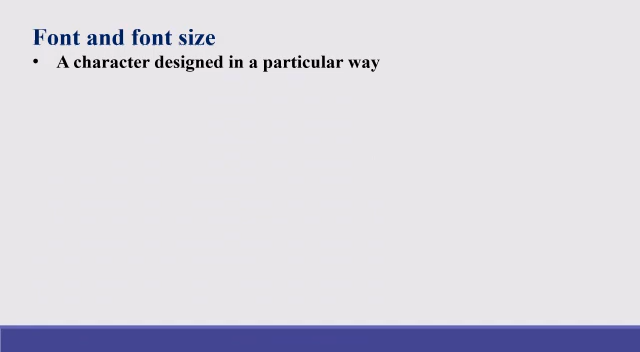 Font and font size
• A character designed in a particular way